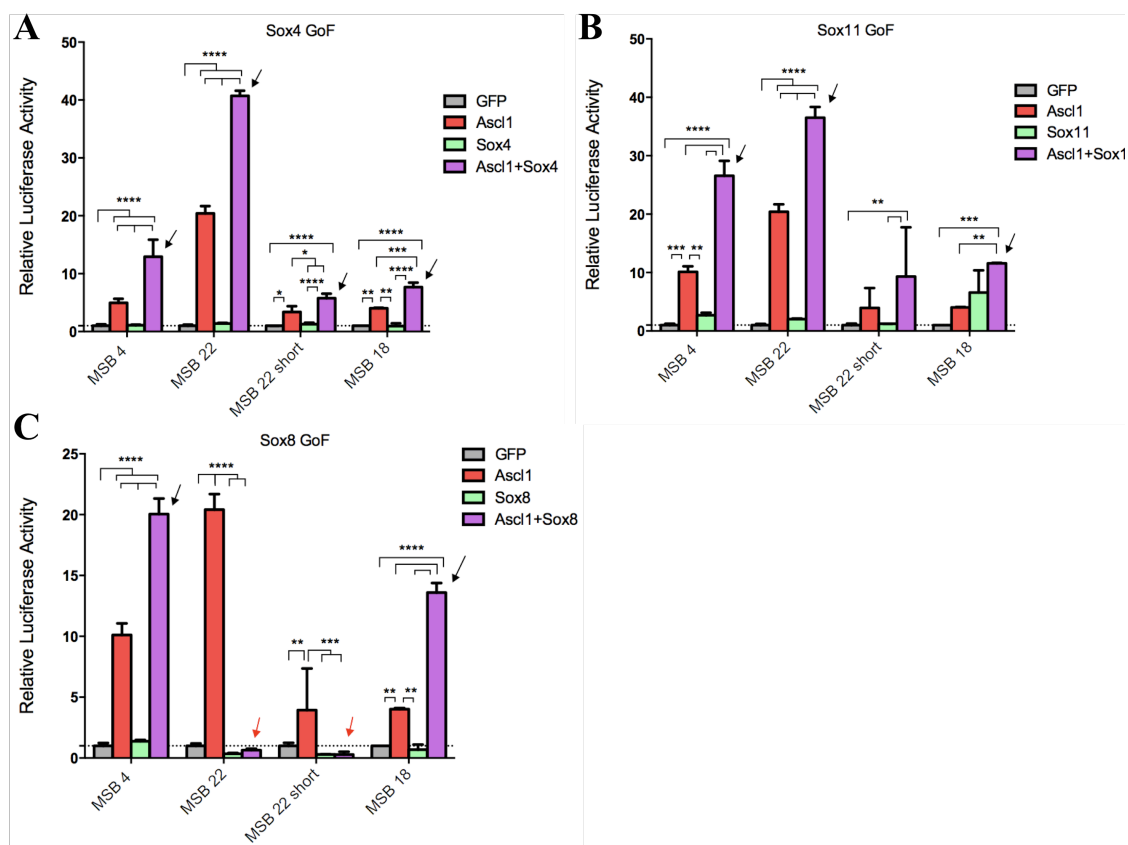 A
Sox4 GoF
Relative Luciferase Activity
50
40
30
20
10
0
****
****
****
*
*
****
****
***
****
**
**
GFP
Ascl1
Sox4
Ascl1+Sox4
MSB 4
MSB 22
MSB 22 short
MSB 18
B
Sox11 GoF
Relative Luciferase Activity
50
40
30
20
10
0
****
***
**
****
**
***
**
GFP
Ascl1
Sox11
Ascl1+Sox1
MSB 4
MSB 22
MSB 22 short
MSB 18
C
Sox8 GoF
Relative Luciferase Activity
25
20
15
10
5
0
****
****
**
***
****
**
**
GFP
Ascl1
Sox8
Ascl1+Sox8
MSB 4
MSB 22
MSB 22 short
MSB 18